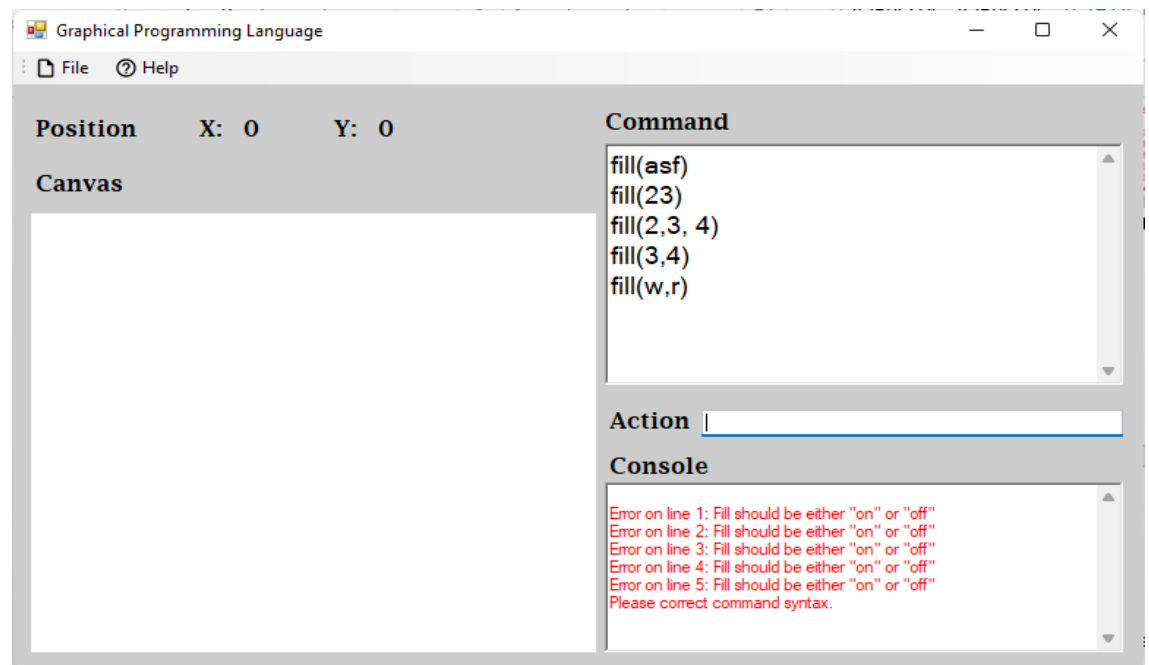 Graphical Programming Language
File Help
Position X: 0 Y: 0
Canvas
Command
fill(asf)
fill(23)
fill(2,3, 4)
fill(3,4)
fill(w,r)
Action
Console
Error on line 1: Fill should be either "on" or "off"
Error on line 2: Fill should be either "on" or "off"
Error on line 3: Fill should be either "on" or "off"
Error on line 4: Fill should be either "on" or "off"
Error on line 5: Fill should be either "on" or "off"
Please correct command syntax.